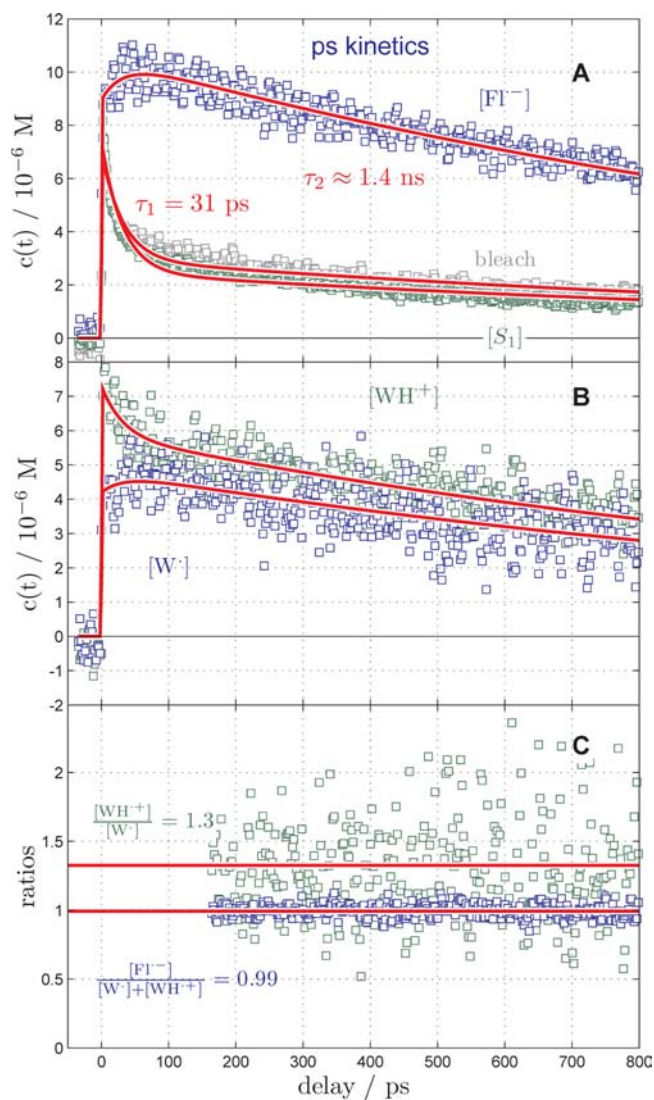 ps kinetics
A
[Fl·−]
τ₂ ≈ 1.4 ns
τ₁ = 31 ps
bleach
[S₁]
c(t) / 10⁻⁶ M
12
10
8
6
4
2
0
B
[WH·+]
[W·]
c(t) / 10⁻⁶ M
8
7
6
5
4
3
2
1
0
-1
-2
C
[WH·+]/[W·] = 1.3
[Fl·−]/([W·]+[WH·+]) = 0.99
ratios
2
1.5
1
0.5
0
0 100 200 300 400 500 600 700 800
delay / ps